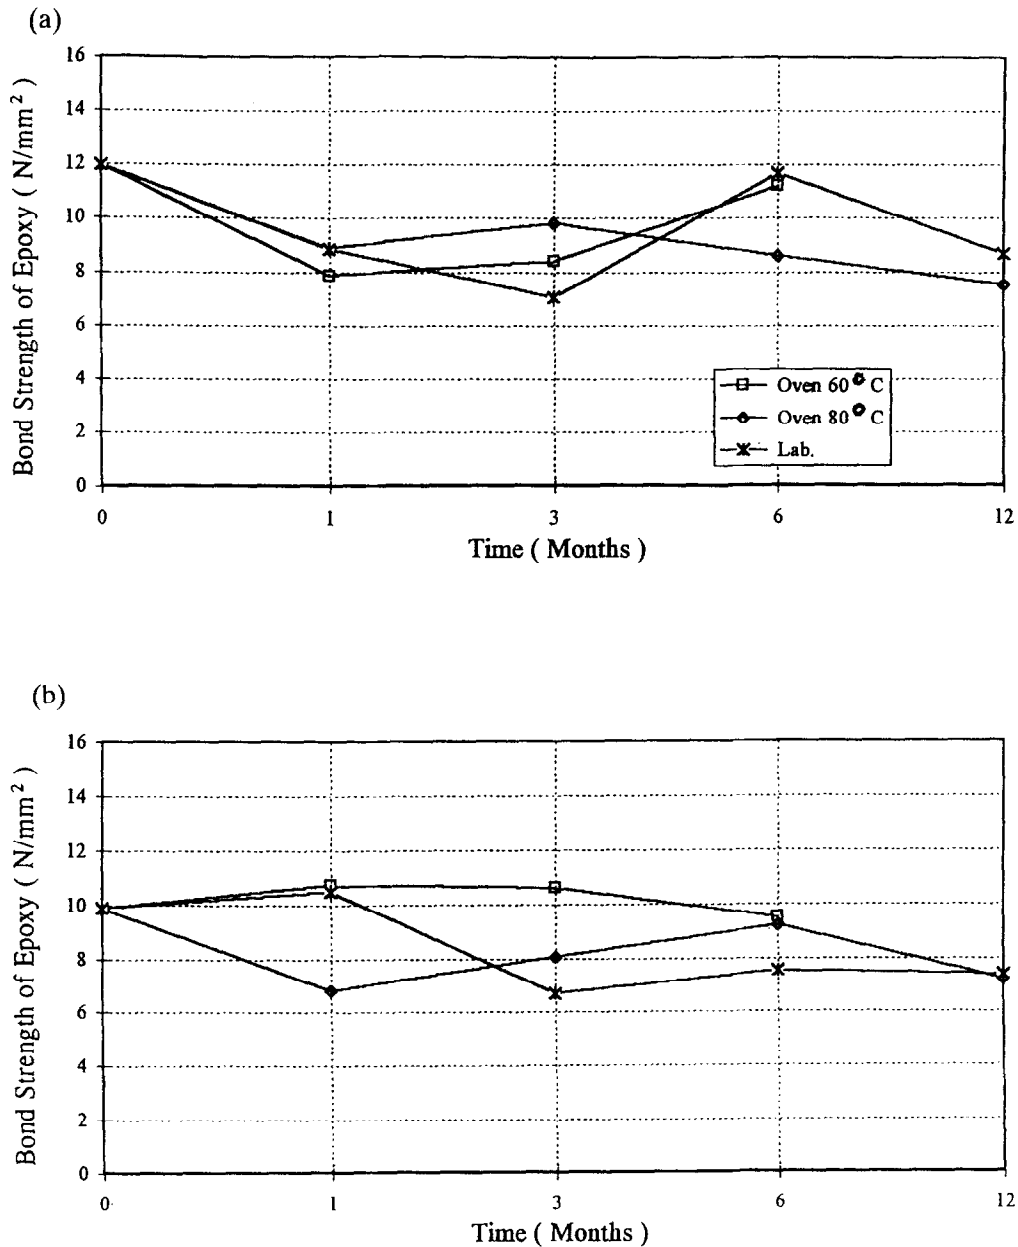 (a)
Bond Strength of Epoxy ( N/mm²)
16
14
12
10
8
6
4
2
0
0 1 3 6 12
Time ( Months )
Oven 60° C
Oven 80° C
Lab.
(b)
Bond Strength of Epoxy ( N/mm² )
16
14
12
10
8
6
4
2
0
0 1 3 6 12
Time ( Months )